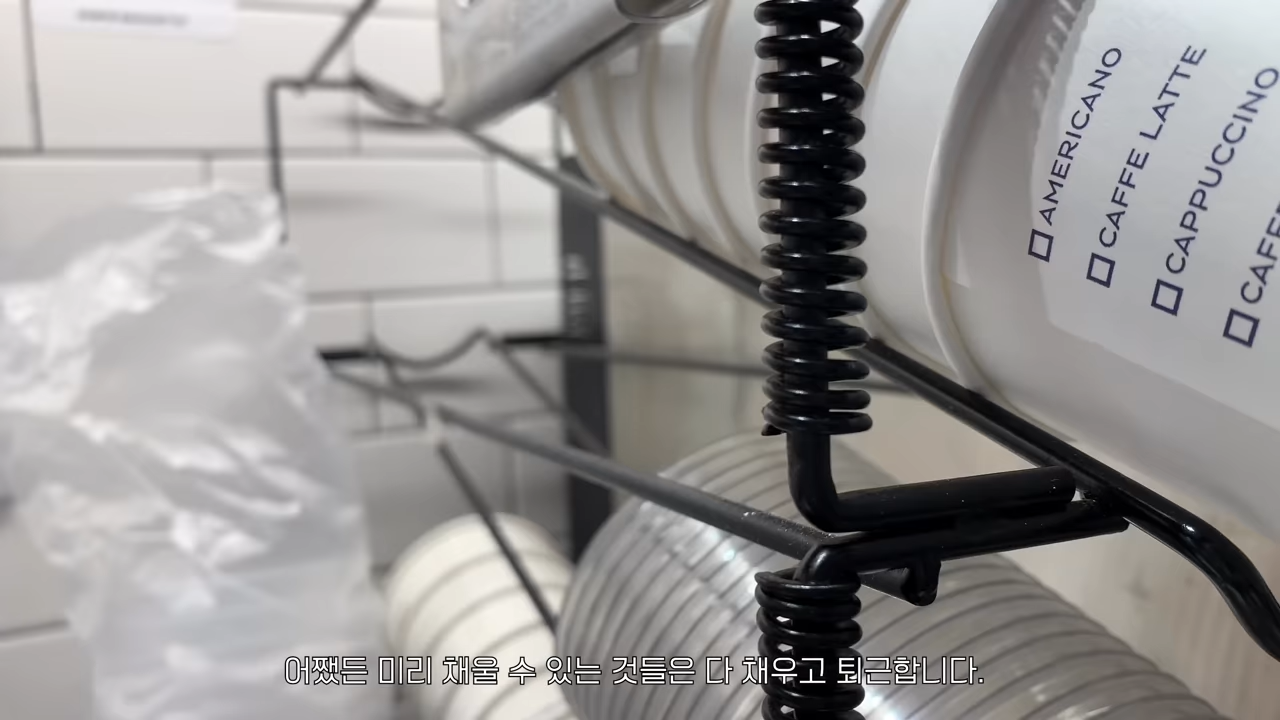 AMERICANO
CAFFE LATTE
CAPPUCCINO
어쨌든 미리 채울 수 있는 것들은 다 채우고 퇴근합니다.